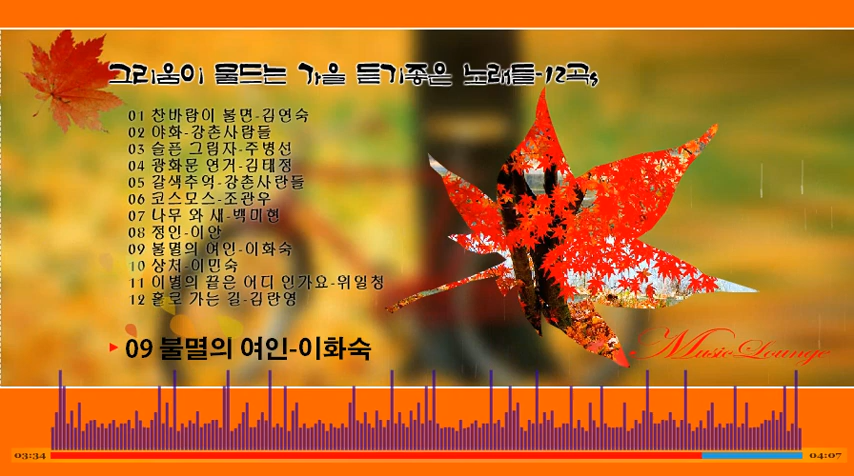 그리움이 물드는 가을 듣기좋은 노래들-12곡s
01 찬바람이 불면-김연숙
02 야화-강촌사람들
03 슬픈 그림자-주병선
04 광화문 연가-김태정
05 갈색추억-강촌사람들
06 코스모스-조관우
07 나무 와 새-백미현
08 정인-이안
09 불멸의 여인-이화숙
10 상처-이민숙
11 이별의 끝은 어디 인가요-위일청
12 홀로 가는 길-김란영
09 불멸의 여인-이화숙
Music Lounge
03:34
04:07